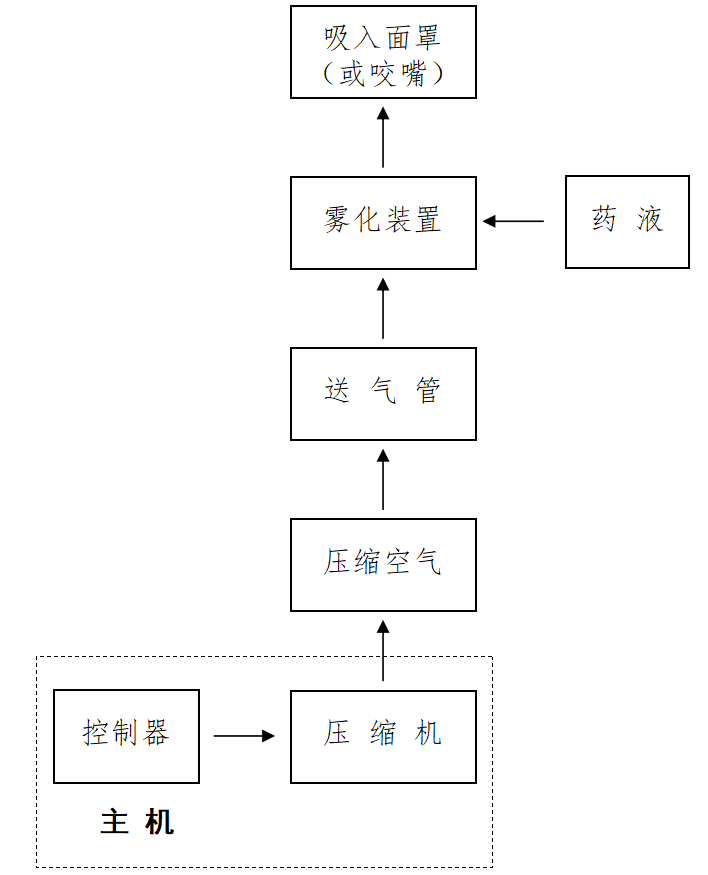 吸入面罩
（或咬嘴）
雾化装置
药 液
送 气 管
压缩空气
控制器
压 缩 机
主 机